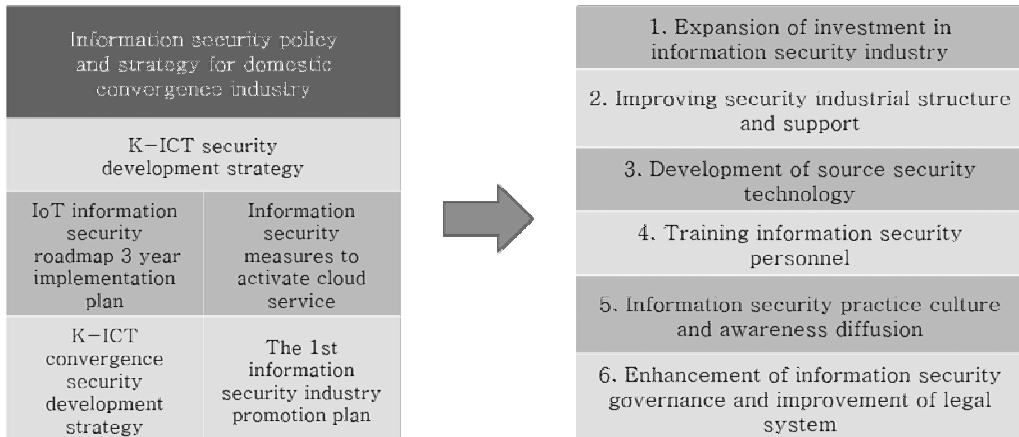 Information security policy
and strategy for domestic
convergence industry
K-ICT security
development strategy
IoT information
security
roadmap 3 year
implementation
plan
Information
security
measures to
activate cloud
service
K-ICT
convergence
security
development
strategy
The 1st
information
security industry
promotion plan
1. Expansion of investment in
information security industry
2. Improving security industrial structure
and support
3. Development of source security
technology
4. Training information security
personnel
5. Information security practice culture
and awareness diffusion
6. Enhancement of information security
governance and improvement of legal
system